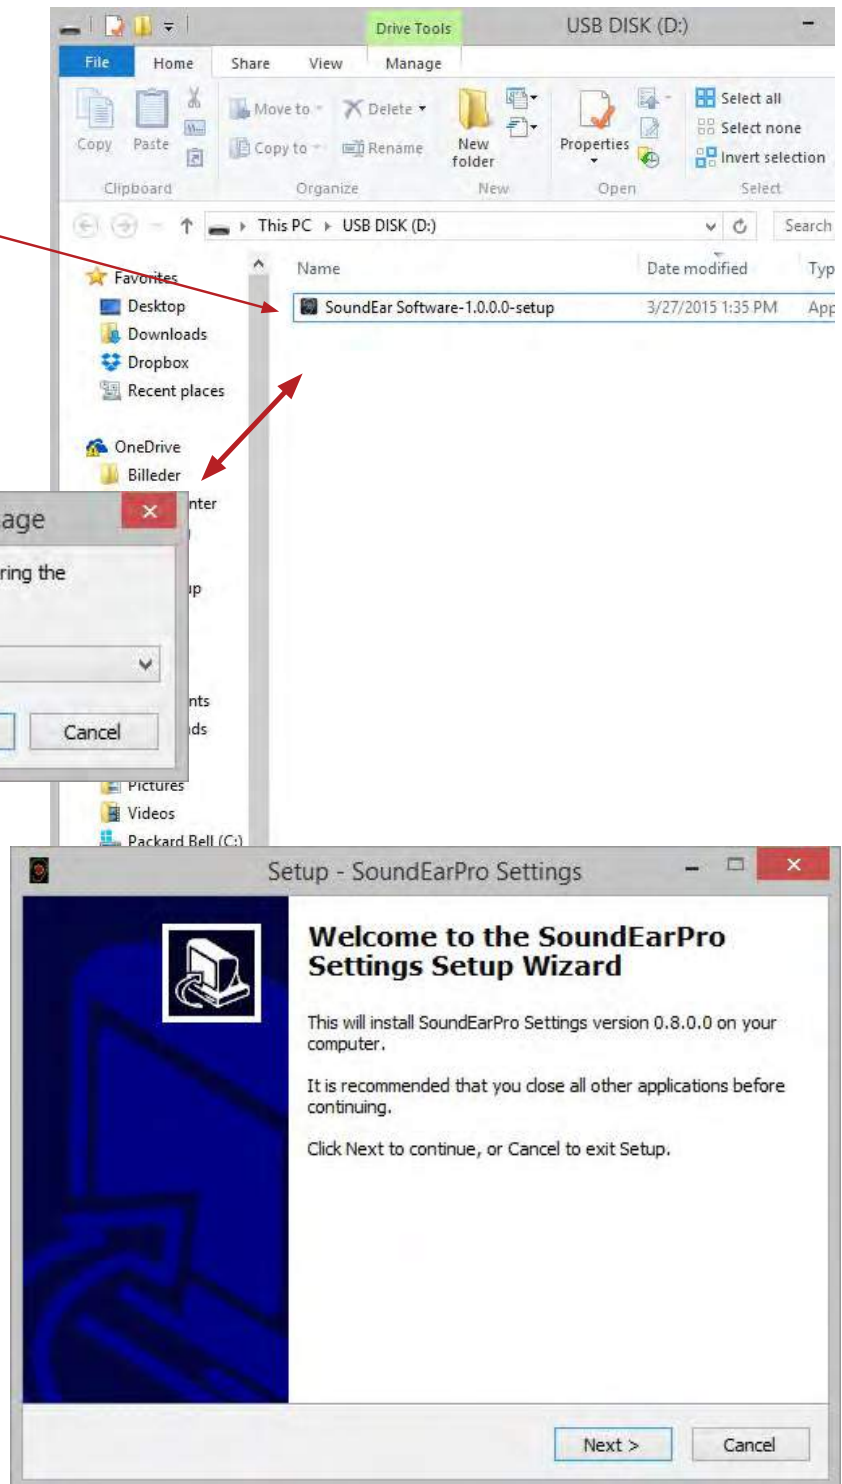 Drive Tools
USB DISK (D:)
File Home Share View Manage
Copy
Paste
Move to
Copy to
Delete
Rename
New
folder
Properties
Select all
Select none
Invert selection
Clipboard Organize New Open Select
This PC USB DISK (D:)
Search
Favorites
Desktop
Downloads
Dropbox
Recent places
OneDrive
Billeder
Name Date modified Typ
SoundEar Software-1.0.0.0-setup 3/27/2015 1:35 PM App
nter
up
nts
ds
Pictures
Videos
Packard Bell (C:)
age
ring the
Cancel
Setup - SoundEarPro Settings
Welcome to the SoundEarPro
Settings Setup Wizard
This will install SoundEarPro Settings version 0.8.0.0 on your
computer.
It is recommended that you close all other applications before
continuing.
Click Next to continue, or Cancel to exit Setup.
Next >
Cancel